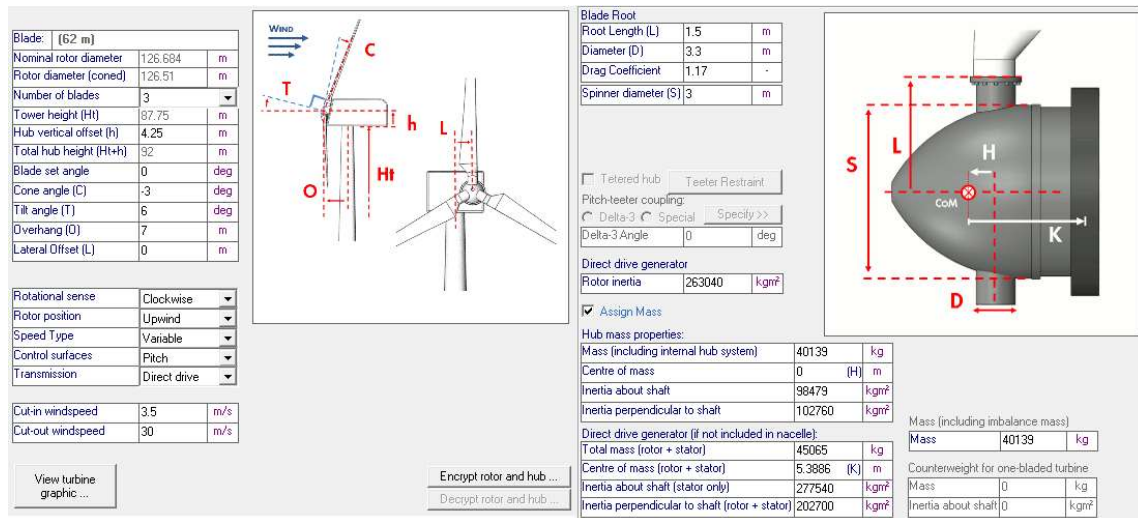 Blade: (62 m)
Nominal rotor diameter 126.684 m
Rotor diameter (coned) 126.51 m
Number of blades 3
Tower height (Ht) 87.75 m
Hub vertical offset (h) 4.25 m
Total hub height (Ht+h) 92 m
Blade set angle 0 deg
Cone angle (C) -3 deg
Tilt angle (T) 6 deg
Overhang (O) 7 m
Lateral Offset (L) 0 m
Rotational sense Clockwise
Rotor position Upwind
Speed Type Variable
Control surfaces Pitch
Transmission Direct drive
Cut-in windspeed 3.5 m/s
Cut-out windspeed 30 m/s
View turbine
graphic ...
WIND
C
T
h
L
Ht
O
Encrypt rotor and hub ...
Decrypt rotor and hub ...
Blade Root
Root Length (L) 1.5 m
Diameter (D) 3.3 m
Drag Coefficient 1.17 .
Spinner diameter (S) 3 m
Tetered hub Teeter Restraint
Pitch-teeter coupling:
Delta-3 Special Specify >>
Delta-3 Angle 0 deg
Direct drive generator
Rotor inertia 263040 kgm²
Assign Mass
Hub mass properties:
Mass (including internal hub system) 40139 kg
Centre of mass 0 (H) m
Inertia about shaft 98479 kgm²
Inertia perpendicular to shaft 102760 kgm²
Direct drive generator (if not included in nacelle):
Total mass (rotor + stator) 45065 kg
Centre of mass (rotor + stator) 5.3886 (K) m
Inertia about shaft (stator only) 277540 kgm²
Inertia perpendicular to shaft (rotor + stator) 202700 kgm²
S
L
H
CoM
K
D
Mass (including imbalance mass)
Mass 40139 kg
Counterweight for one-bladed turbine
Mass 0 kg
Inertia about shaft 0 kgm²